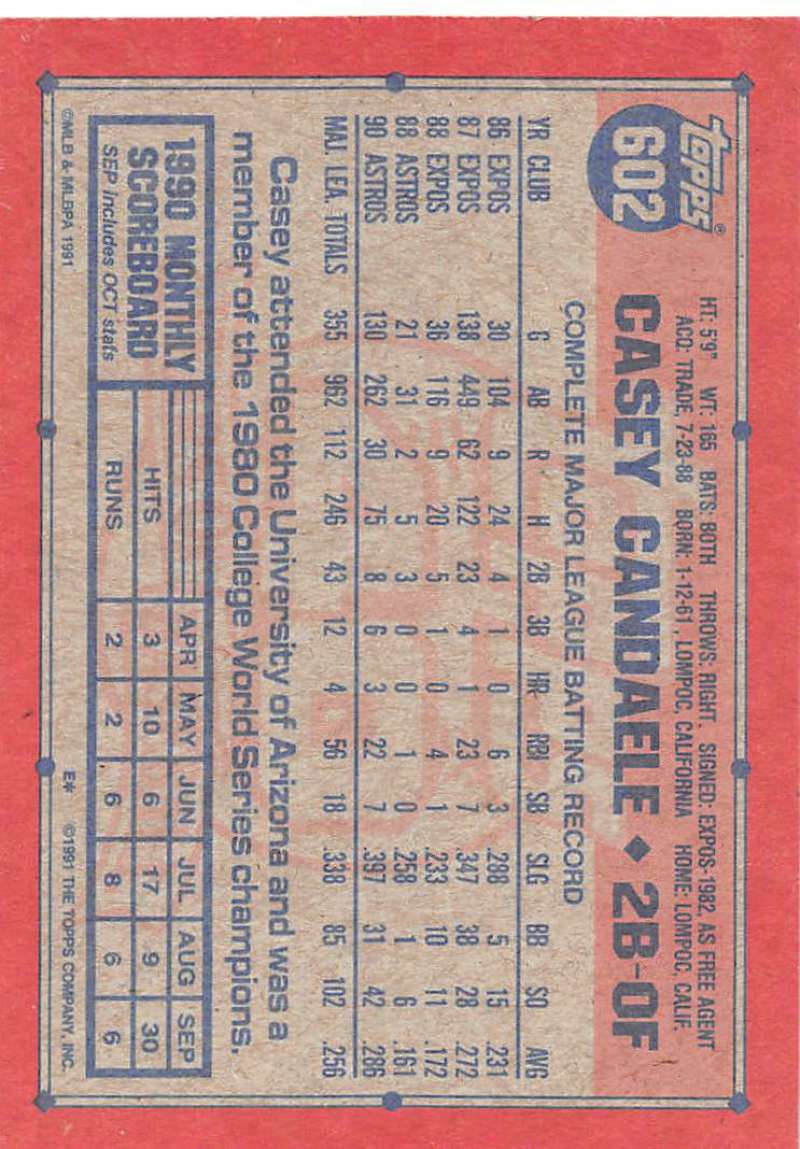 topps®
602
HT: 5'9" WT: 165 BATS: BOTH THROWS: RIGHT SIGNED: EXPOS-1982, AS FREE AGENT
ACQ: TRADE, 7-23-88 BORN: 1-12-61, LOMPOC, CALIFORNIA HOME: LOMPOC, CALIF.
CASEY CANDAELE ◆ 2B-OF
COMPLETE MAJOR LEAGUE BATTING RECORD
YR CLUB G AB R H 2B 3B HR RBI SB SLG BB SO AVG
86 EXPOS 30 104 9 24 4 1 0 6 3 .288 5 15 .231
87 EXPOS 138 449 62 122 23 4 1 23 7 .347 38 28 .272
88 EXPOS 36 116 9 20 5 1 0 4 1 .233 10 11 .172
88 ASTROS 21 31 2 5 3 0 0 1 0 .258 1 6 .161
90 ASTROS 130 262 30 75 8 6 3 22 7 .397 31 42 .286
MAJ. LEA. TOTALS 355 962 112 246 43 12 4 56 18 .338 85 102 .256
Casey attended the University of Arizona and was a
member of the 1980 College World Series champions.
1990 MONTHLY
SCOREBOARD
SEP includes OCT stats
APR MAY JUN JUL AUG SEP
HITS 3 10 6 17 9 30
RUNS 2 2 6 8 6 6
©MLB & MLBPA 1991 E* ©1991 THE TOPPS COMPANY, INC.